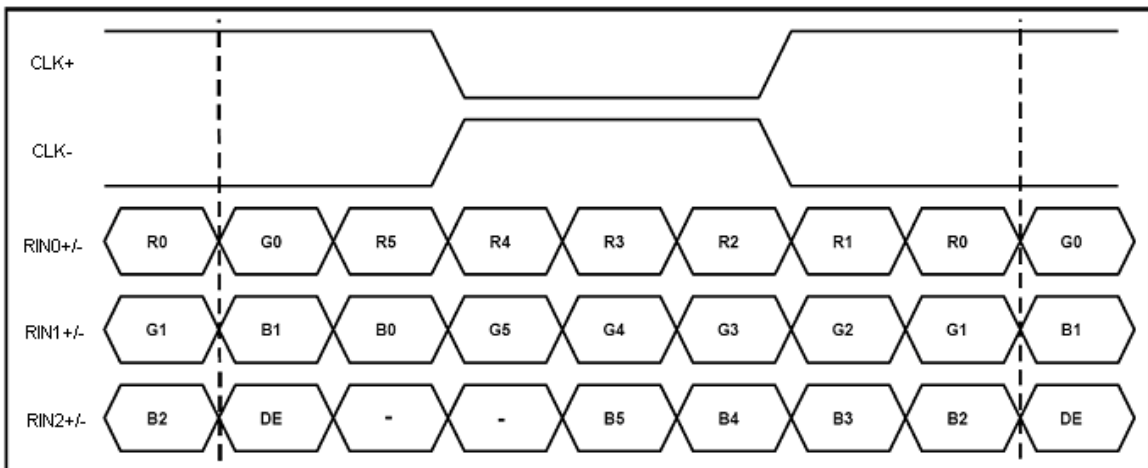 CLK+
CLK-
RIN0+/- R0 G0 R5 R4 R3 R2 R1 R0 G0
RIN1+/- G1 B1 B0 G5 G4 G3 G2 G1 B1
RIN2+/- B2 DE - - B5 B4 B3 B2 DE